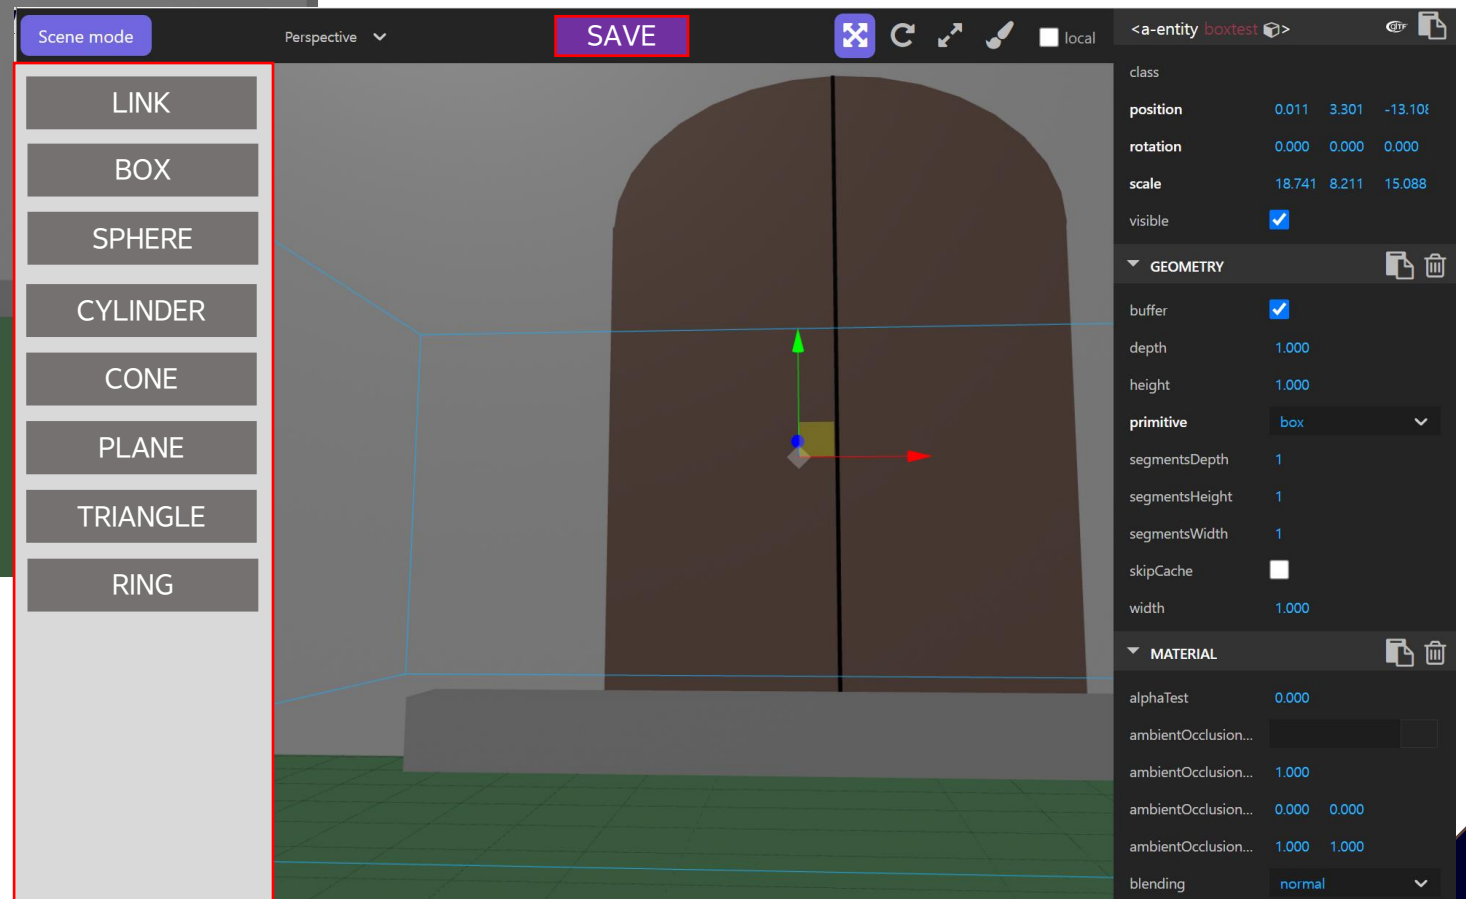 Scene mode
Perspective
SAVE
local
LINK
BOX
SPHERE
CYLINDER
CONE
PLANE
TRIANGLE
RING
<a-entity boxtest >
GLTF
class
position 0.011 3.301 -13.108
rotation 0.000 0.000 0.000
scale 18.741 8.211 15.088
visible
GEOMETRY
buffer
depth 1.000
height 1.000
primitive box
segmentsDepth 1
segmentsHeight 1
segmentsWidth 1
skipCache
width 1.000
MATERIAL
alphaTest 0.000
ambientOcclusion...
ambientOcclusion... 1.000
ambientOcclusion... 0.000 0.000
ambientOcclusion... 1.000 1.000
blending normal